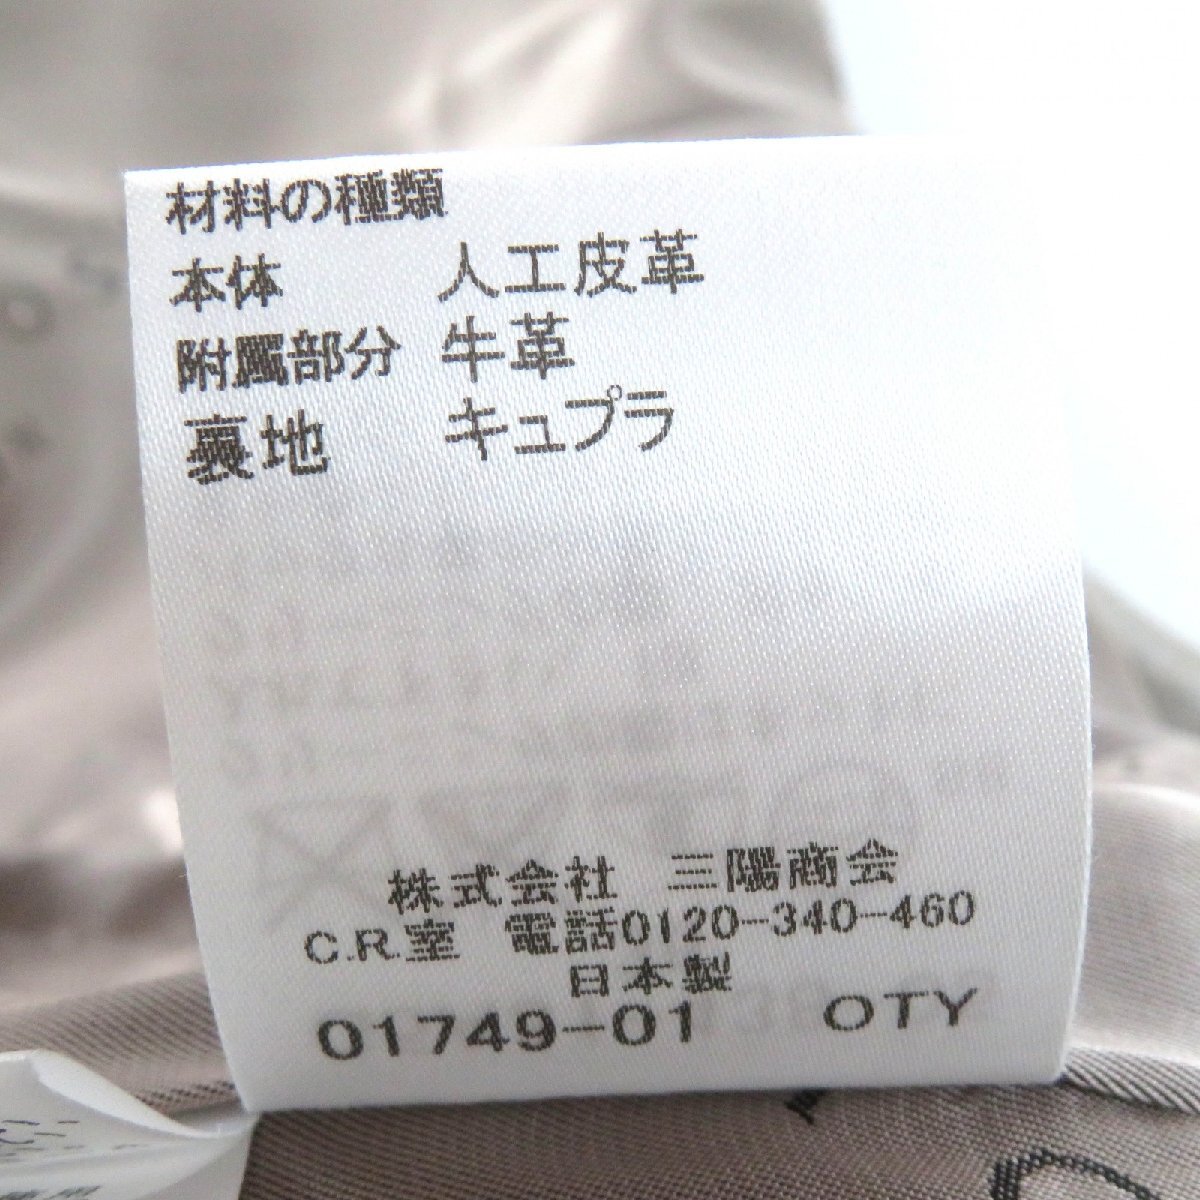 材料の種類
本体 人工皮革
附属部分 牛革
裏地 キュプラ
株式会社 三陽商会
C.R.室 電話0120-340-460
日本製
01749-01 OTY